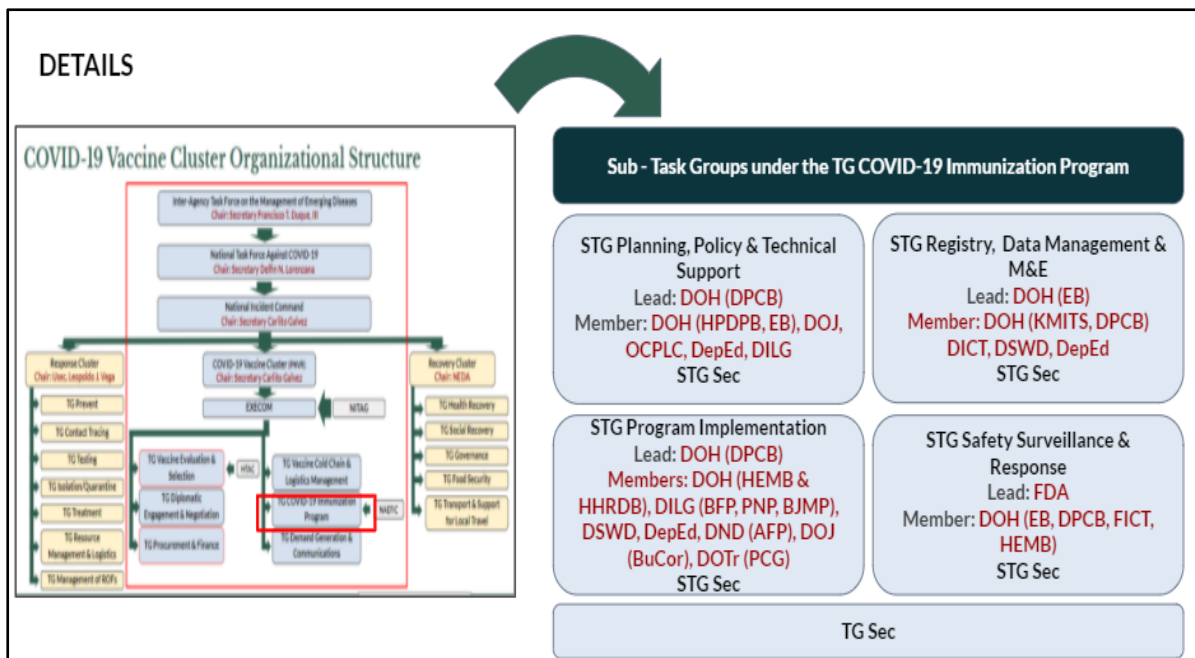 DETAILS
COVID-19 Vaccine Cluster Organizational Structure
Inter-Agency Task Force on the Management of Emerging Diseases
Chair: Secretary Francisco T. Duque, III
National Task Force Against COVID-19
Chair: Secretary Delfin N. Lorenzana
National Incident Command
Chair: Secretary Carlito Galvez
Response Cluster
Chair: Usec. Leopoldo J. Vega
TG Prevent
TG Contact Tracing
TG Testing
TG Isolation/Quarantine
TG Treatment
TG Resource
Management & Logistics
TG Management of ROFs
COVID-19 Vaccine Cluster
Chair: Secretary Carlito Galvez
EXECOM
NITAG
TG Vaccine Evaluation &
Selection
HTAC
TG Diplomatic
Engagement & Negotiation
TG Procurement & Finance
TG Vaccine Cold Chain &
Logistics Management
TG COVID-19 Immunization
Program
TG Demand Generation &
Communications
Recovery Cluster
Chair: NEDA
TG Health Recovery
TG Social Recovery
TG Governance
TG Food Security
TG Transport & Support
for Local Travel
Sub - Task Groups under the TG COVID-19 Immunization Program
STG Planning, Policy & Technical
Support
Lead: DOH (DPCB)
Member: DOH (HPDPB, EB), DOJ,
OCPLC, DepEd, DILG
STG Sec
STG Registry, Data Management &
M&E
Lead: DOH (EB)
Member: DOH (KMITS, DPCB)
DICT, DSWD, DepEd
STG Sec
STG Program Implementation
Lead: DOH (DPCB)
Members: DOH (HEMB &
HHRDB), DILG (BFP, PNP, BJMP),
DSWD, DepEd, DND (AFP), DOJ
(BuCor), DOTr (PCG)
STG Sec
STG Safety Surveillance &
Response
Lead: FDA
Member: DOH (EB, DPCB, FICT,
HEMB)
STG Sec
TG Sec